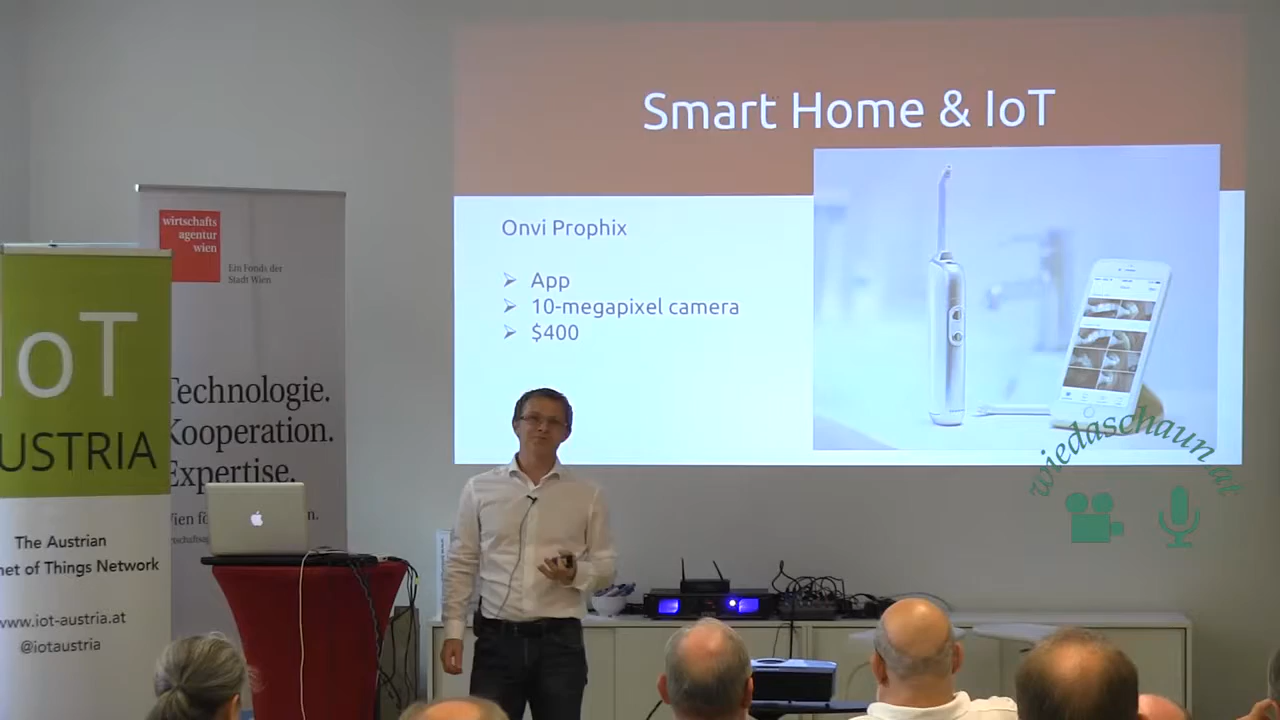 Smart Home & IoT
Onvi Prophix
App
10-megapixel camera
$400
wirtschafts
agentur
wien
Ein Fonds der
Stadt Wien
Technologie.
Kooperation.
Expertise.
IoT
AUSTRIA
The Austrian
net of Things Network
www.iot-austria.at
@iotaustria
wiedaschaun.at